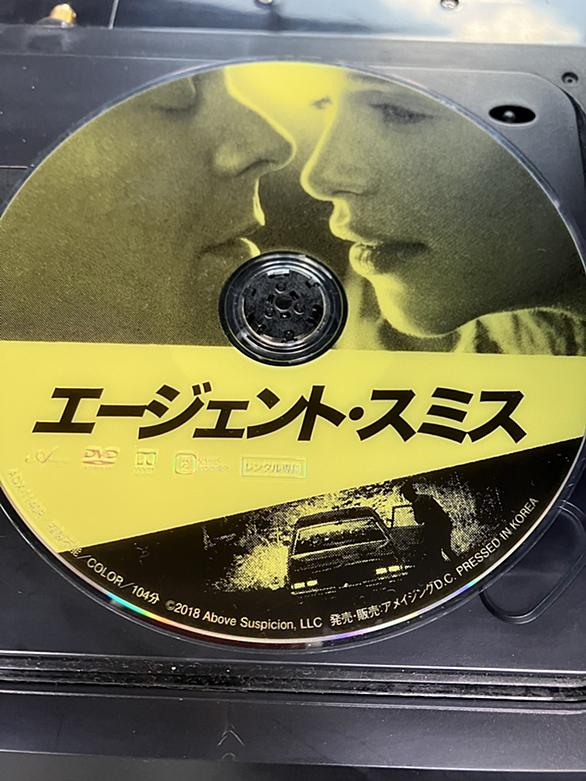 エージェント・スミス
DVD
レンタル専用
/COLOR/104分 ©2018 Above Suspicion, LLC 発売・販売:アメイジングD.C. PRESSED IN KOREA